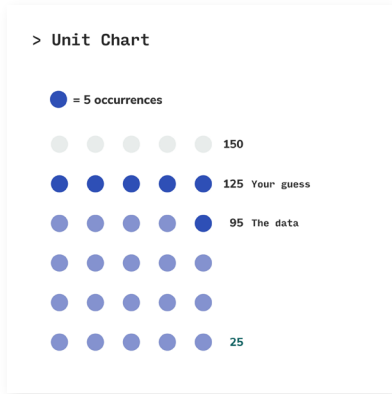 > Unit Chart
= 5 occurrences
150
125 Your guess
95 The data
25